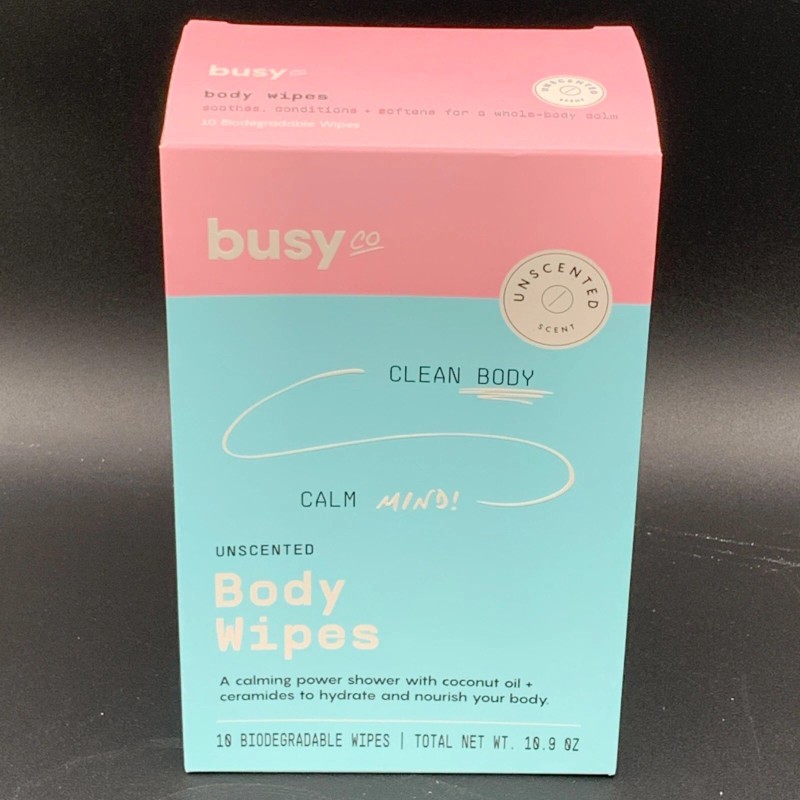 busy co
body wipes
soothes, conditions + softens for a whole-body calm
10 Biodegradable Wipes
UNSCENTED
SCENT
busy co
UNSCENTED
SCENT
CLEAN BODY
CALM MIND!
UNSCENTED
Body
Wipes
A calming power shower with coconut oil +
ceramides to hydrate and nourish your body.
10 BIODEGRADABLE WIPES | TOTAL NET WT. 10.9 OZ